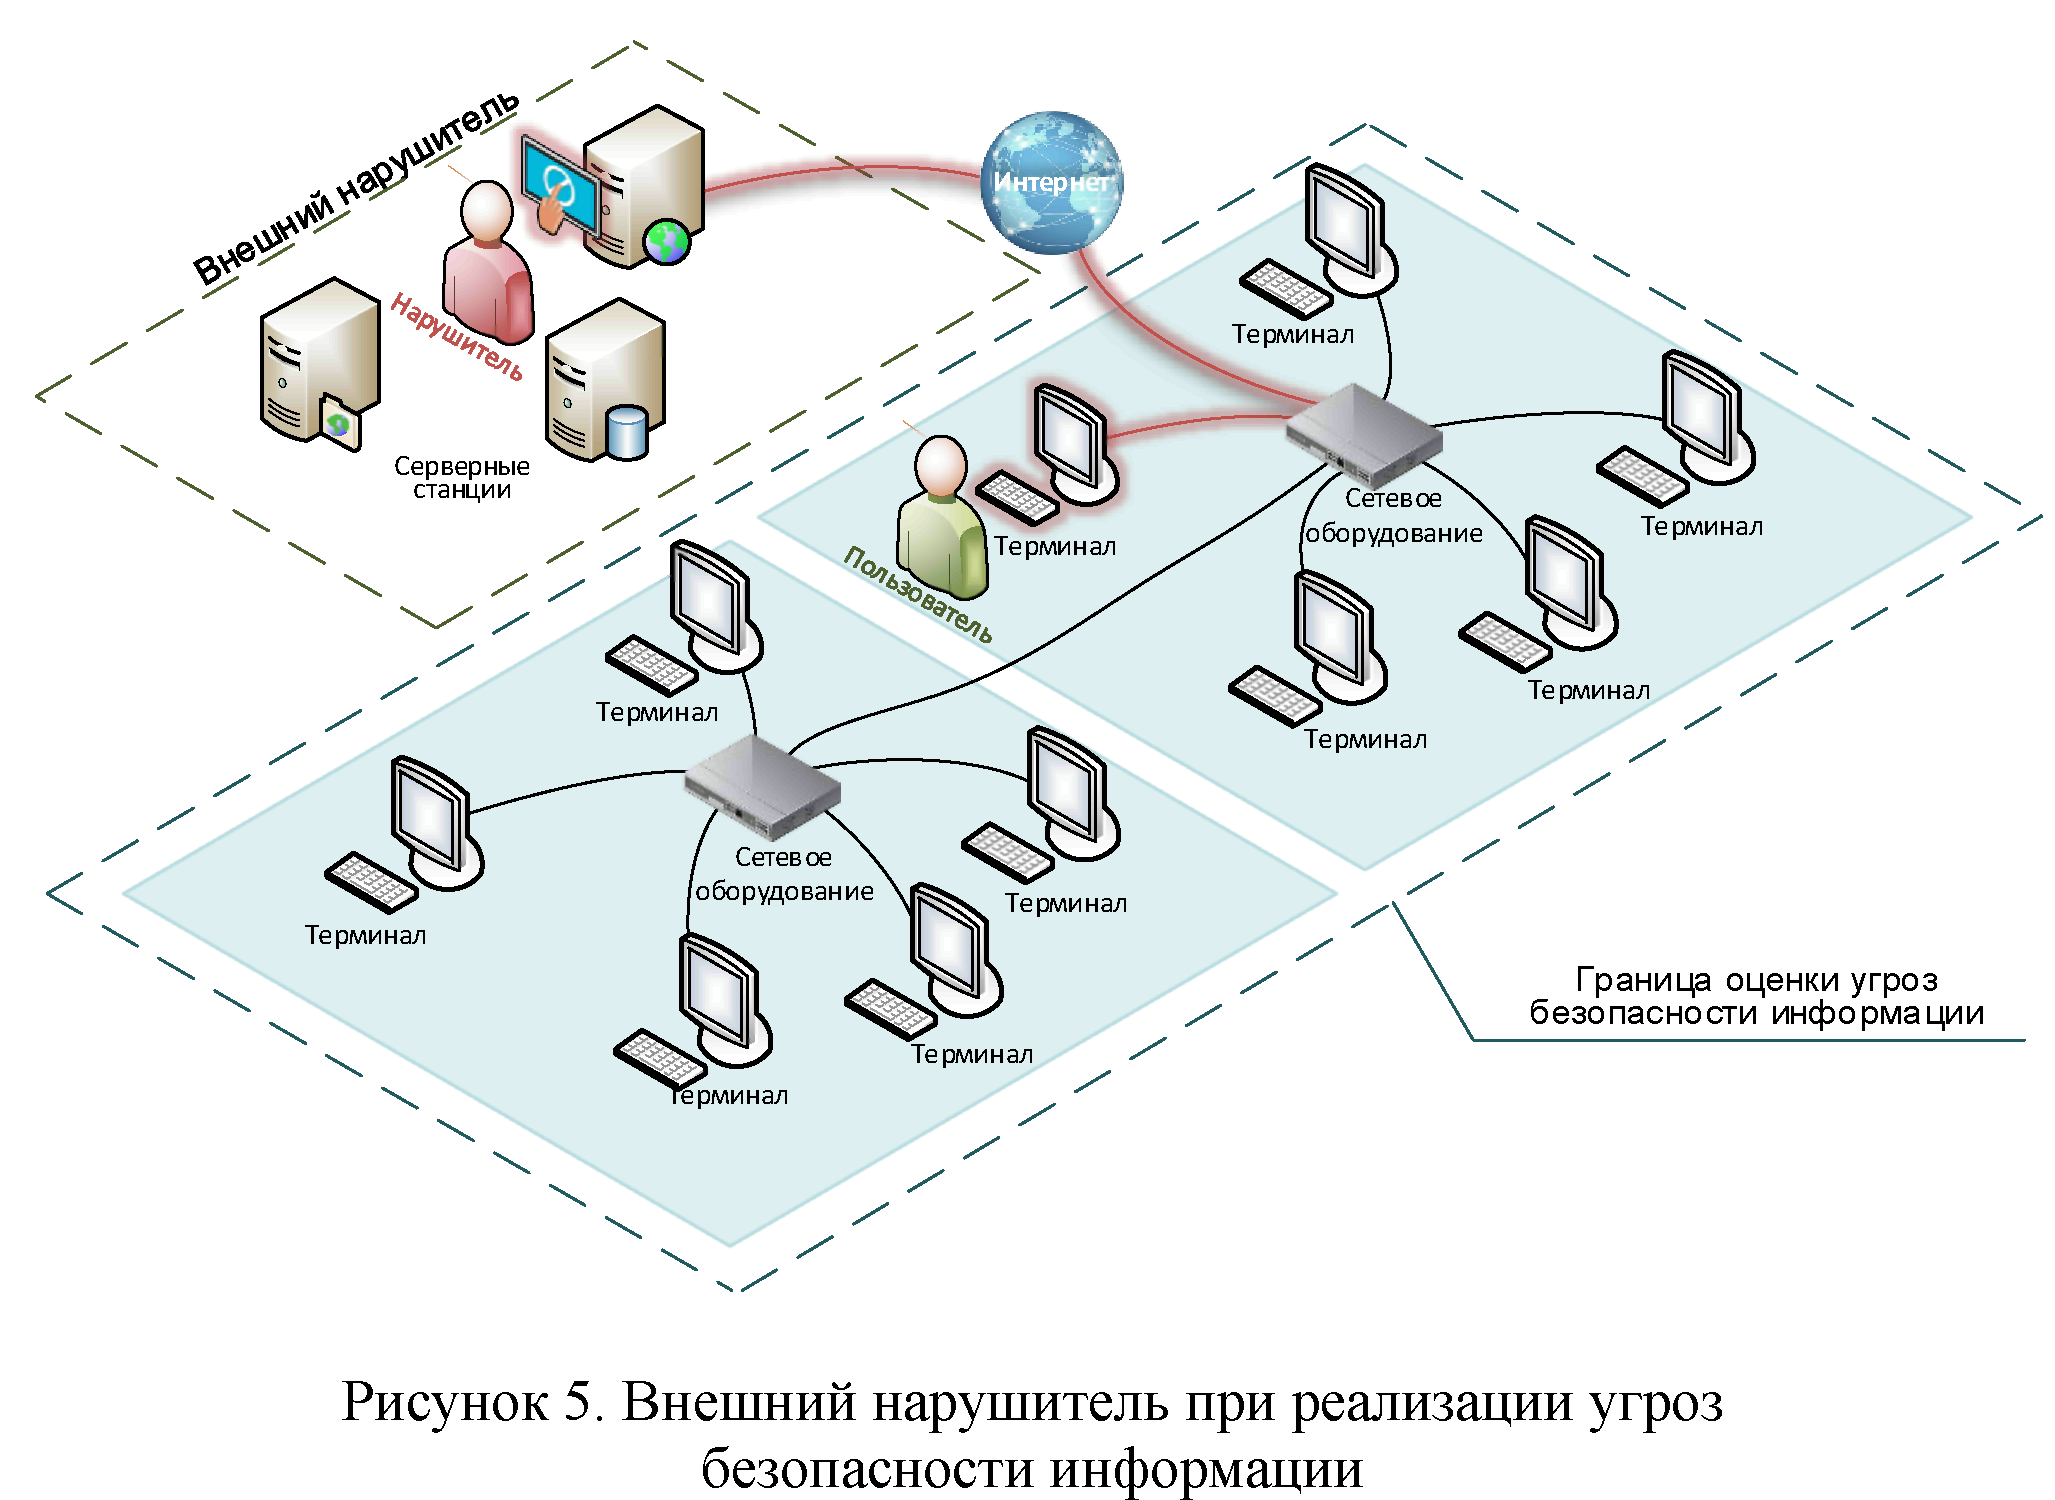 Внешний нарушитель
Интернет
Нарушитель
Терминал
Серверные
станции
Сетевое
оборудование
Терминал
Терминал
Пользователь
Терминал
Терминал
Терминал
Терминал
Сетевое
оборудование
Терминал
Терминал
Граница оценки угроз
безопасности информации
Терминал
Терминал
Рисунок 5. Внешний нарушитель при реализации угроз
безопасности информации